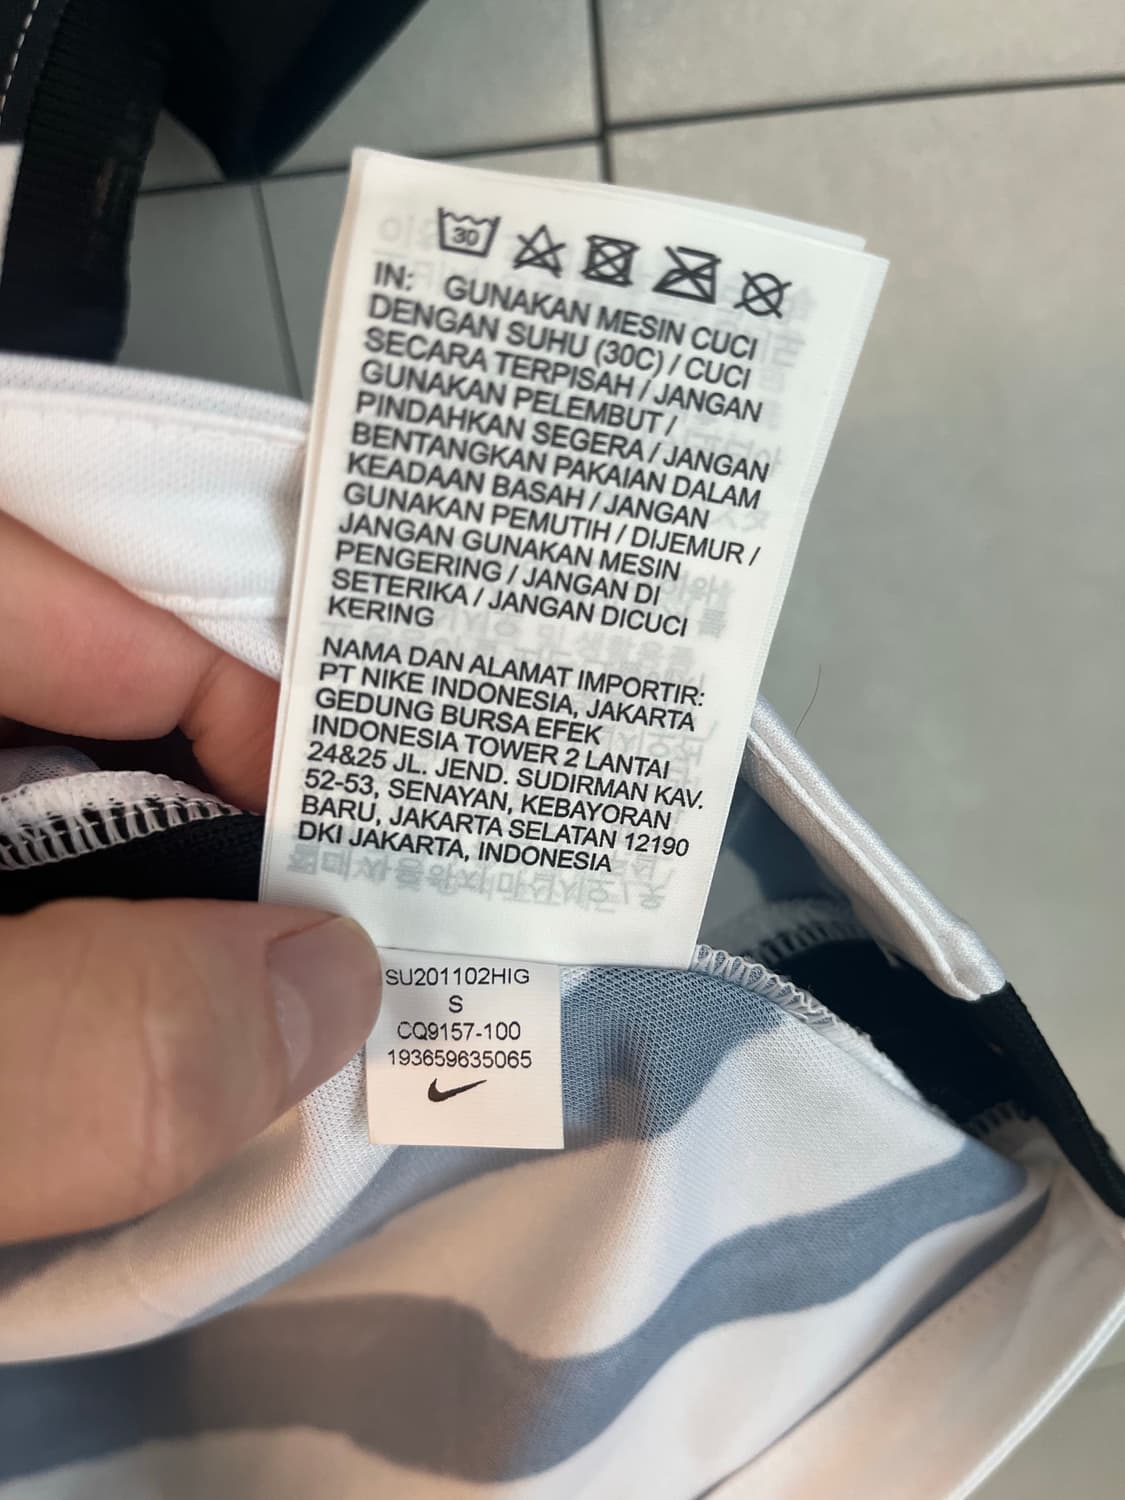 30
IN: GUNAKAN MESIN CUCI
DENGAN SUHU (30C) / CUCI
SECARA TERPISAH / JANGAN
GUNAKAN PELEMBUT /
PINDAHKAN SEGERA / JANGAN
BENTANGKAN PAKAIAN DALAM
KEADAAN BASAH / JANGAN
GUNAKAN PEMUTIH / DIJEMUR /
JANGAN GUNAKAN MESIN
PENGERING / JANGAN DI
SETERIKA / JANGAN DICUCI
KERING
NAMA DAN ALAMAT IMPORTIR:
PT NIKE INDONESIA, JAKARTA
GEDUNG BURSA EFEK
INDONESIA TOWER 2 LANTAI
24&25 JL. JEND. SUDIRMAN KAV.
52-53, SENAYAN, KEBAYORAN
BARU, JAKARTA SELATAN 12190
DKI JAKARTA, INDONESIA
SU201102HIG
S
CQ9157-100
193659635065